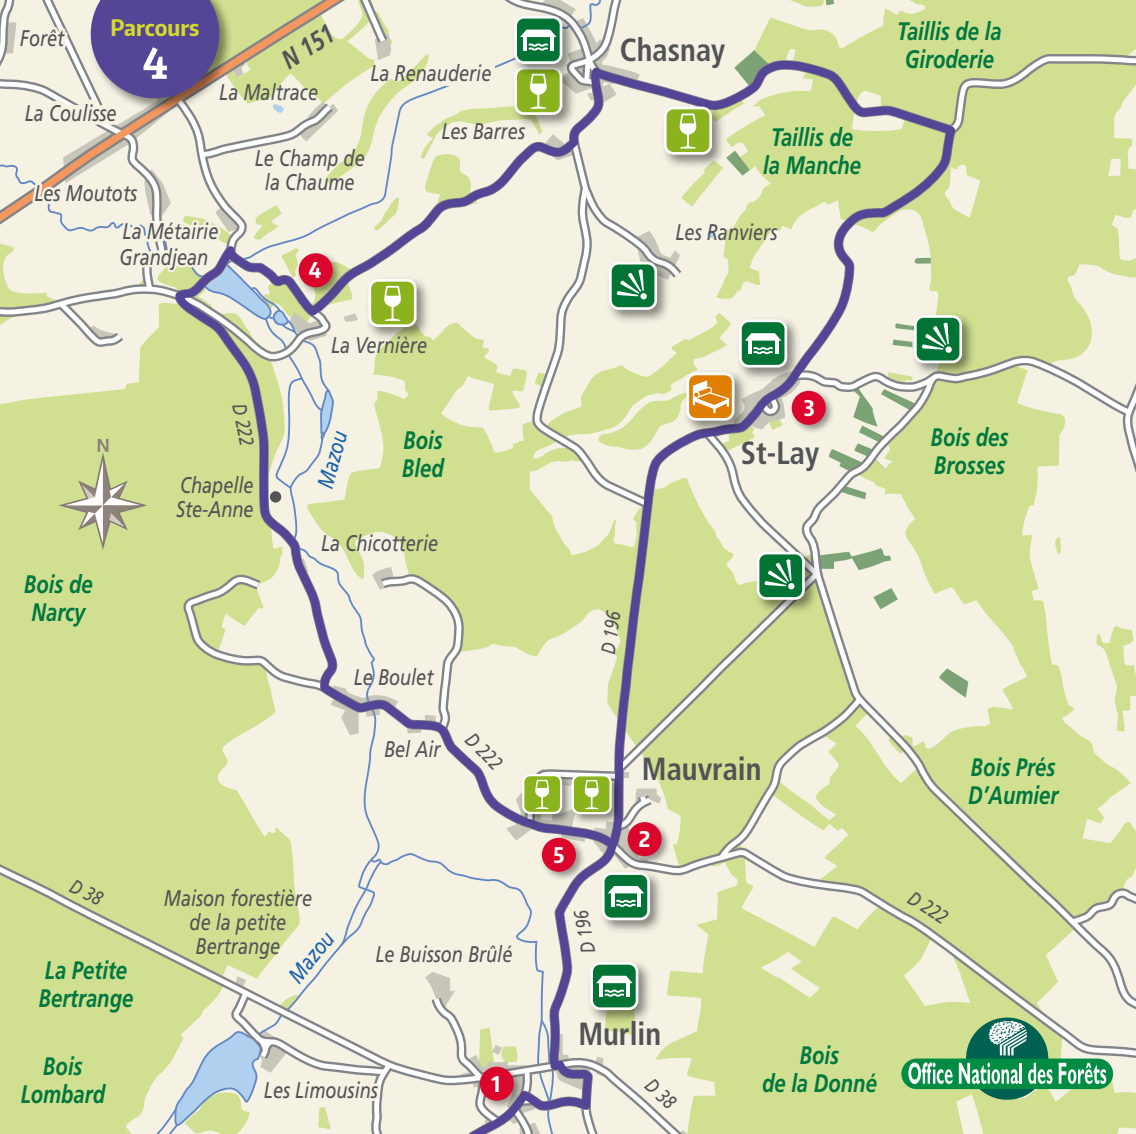 Parcours
4
Forêt
N 151
La Renauderie
Chasnay
Taillis de la
Giroderie
La Maltrace
La Coulisse
Les Barres
Taillis de
la Manche
Le Champ de
la Chaume
Les Moutots
La Métairie
Grandjean
Les Ranviers
4
La Vernière
D 222
Mazou
Bois
Bled
3
St-Lay
Bois des
Brosses
N
Chapelle
Ste-Anne
La Chicotterie
Bois de
Narcy
D 196
Le Boulet
Bel Air
D 222
Mauvrain
Bois Prés
D'Aumier
5
2
D 38
Maison forestière
de la petite
Bertrange
D 222
D 196
Mazou
Le Buisson Brûlé
La Petite
Bertrange
Murlin
Bois
Lombard
Les Limousins
1
D 38
Bois
de la Donné
Office National des Forêts